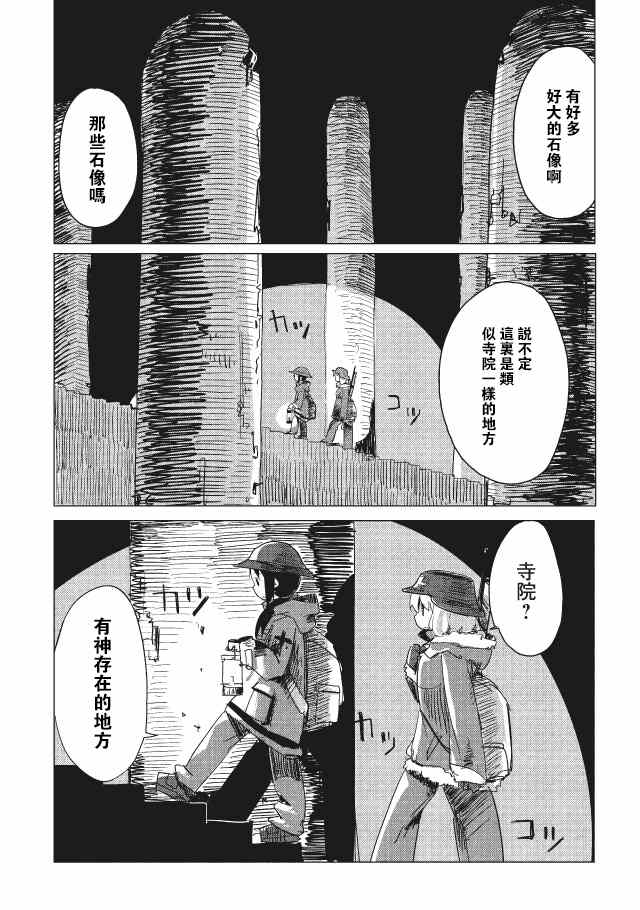 有好多
好大的石像啊
那些石像嗎
說不定
這裏是類
似寺院一樣的地方
カッ
コッ
寺院?
有神存在的地方
カッ
カッ
コッ